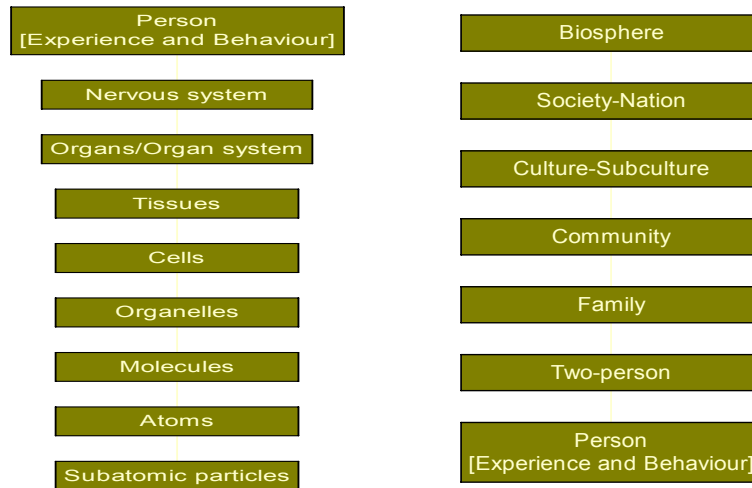 Person
[Experience and Behaviour]
Nervous system
Organs/Organ system
Tissues
Cells
Organelles
Molecules
Atoms
Subatomic particles
Biosphere
Society-Nation
Culture-Subculture
Community
Family
Two-person
Person
[Experience and Behaviour]